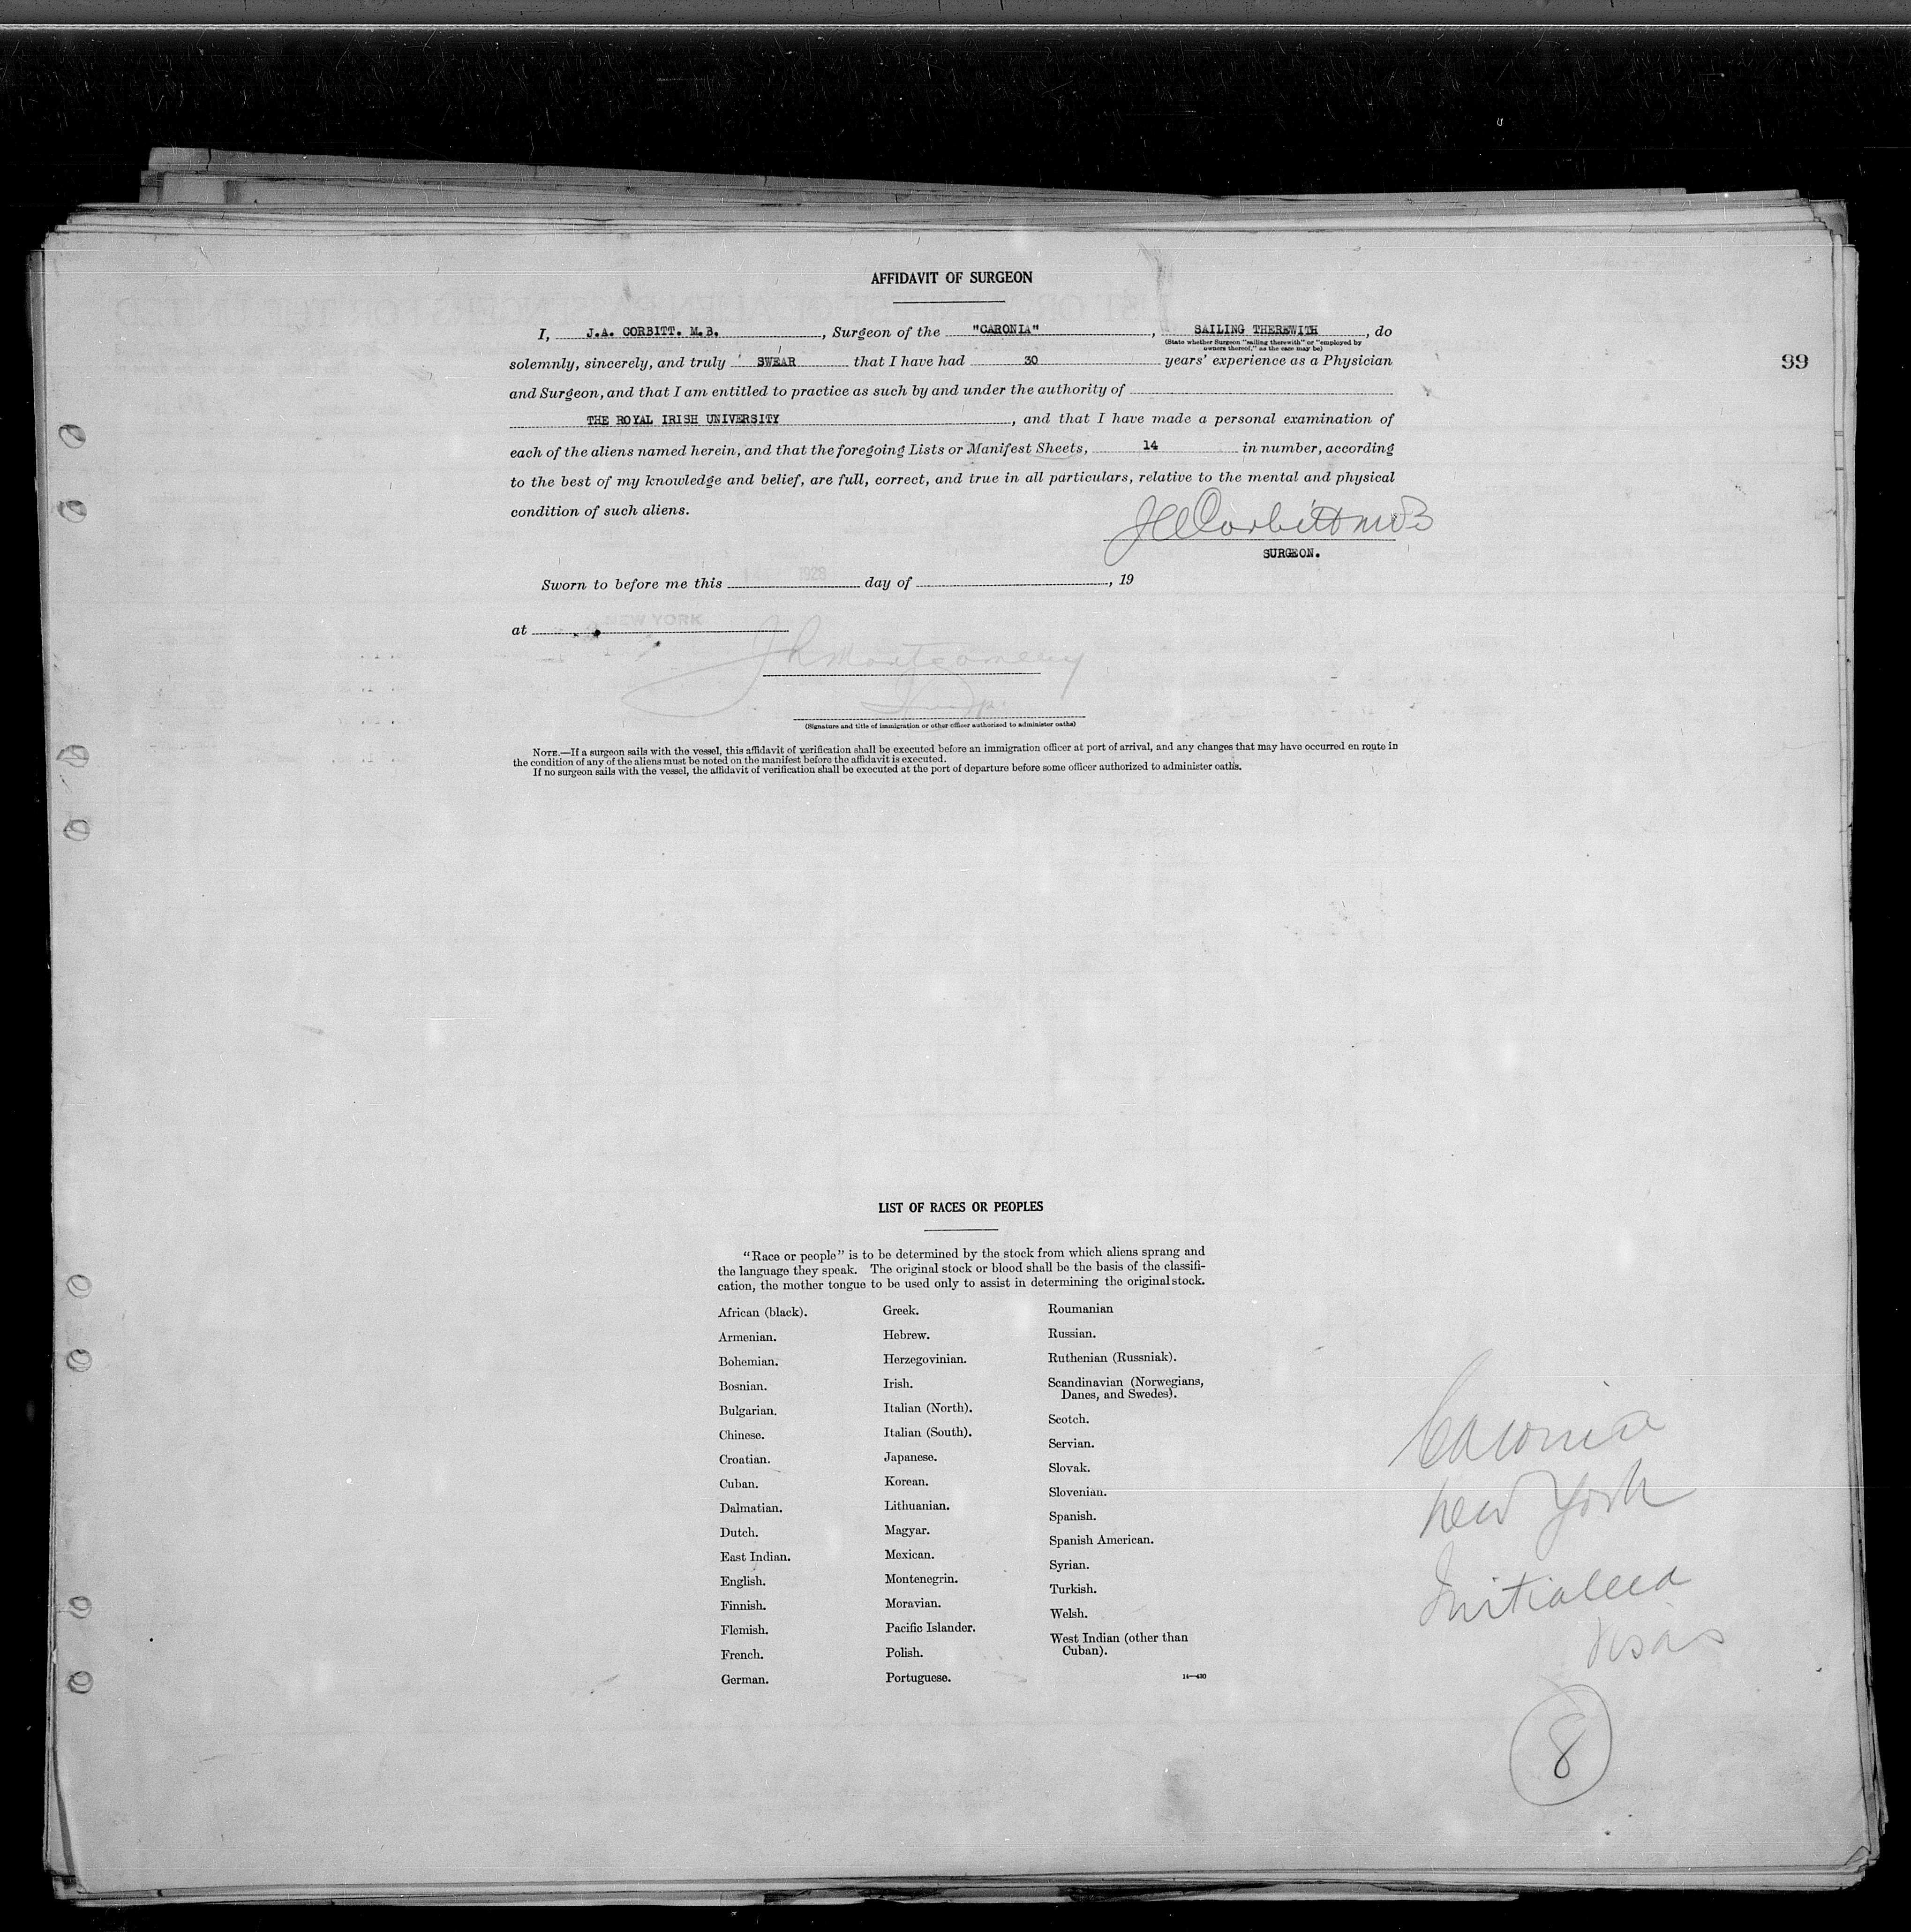 AFFIDAVIT OF SURGEON
I, J.A. CORBITT. M.B. , Surgeon of the "CARONIA" , SAILING THEREWITH , do
(State whether Surgeon "sailing therewith" or "employed by
owners thereof," as the case may be)
solemnly, sincerely, and truly SWEAR that I have had 30 years' experience as a Physician
99
and Surgeon, and that I am entitled to practice as such by and under the authority of
THE ROYAL IRISH UNIVERSITY , and that I have made a personal examination of
each of the aliens named herein, and that the foregoing Lists or Manifest Sheets, 14 in number, according
to the best of my knowledge and belief, are full, correct, and true in all particulars, relative to the mental and physical
condition of such aliens.
JACorbitt MB
SURGEON.
Sworn to before me this day of , 19
1928
at NEW YORK
Montgomery
(Signature and title of immigration or other officer authorized to administer oaths)
NOTE.—If a surgeon sails with the vessel, this affidavit of verification shall be executed before an immigration officer at port of arrival, and any changes that may have occurred en route in
the condition of any of the aliens must be noted on the manifest before the affidavit is executed.
If no surgeon sails with the vessel, the affidavit of verification shall be executed at the port of departure before some officer authorized to administer oaths.
LIST OF RACES OR PEOPLES
"Race or people" is to be determined by the stock from which aliens sprang and
the language they speak. The original stock or blood shall be the basis of the classifi-
cation, the mother tongue to be used only to assist in determining the original stock.
African (black).
Armenian.
Bohemian.
Bosnian.
Bulgarian.
Chinese.
Croatian.
Cuban.
Dalmatian.
Dutch.
East Indian.
English.
Finnish.
Flemish.
French.
German.
Greek.
Hebrew.
Herzegovinian.
Irish.
Italian (North).
Italian (South).
Japanese.
Korean.
Lithuanian.
Magyar.
Mexican.
Montenegrin.
Moravian.
Pacific Islander.
Polish.
Portuguese.
Roumanian
Russian.
Ruthenian (Russniak).
Scandinavian (Norwegians,
Danes, and Swedes).
Scotch.
Servian.
Slovak.
Slovenian.
Spanish.
Spanish American.
Syrian.
Turkish.
Welsh.
West Indian (other than
Cuban).
14—430
Caronia
New York
Initialled
Visas
8